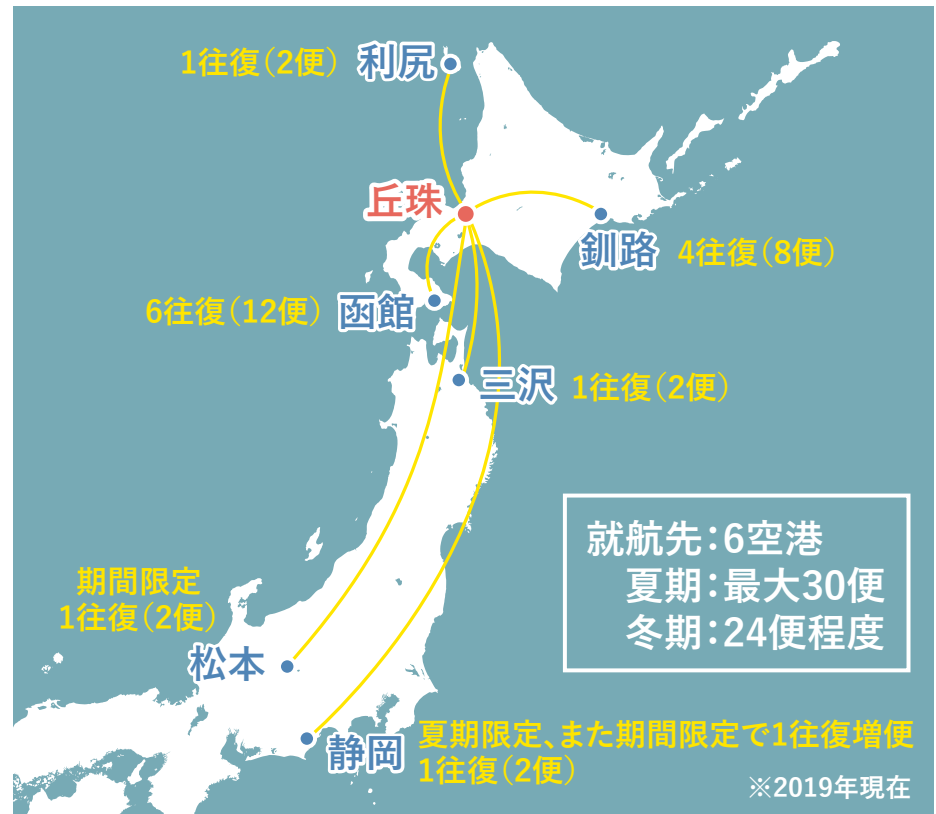 1往復（2便） 利尻
丘珠
釧路 4往復（8便）
6往復（12便） 函館
三沢 1往復（2便）
就航先：6空港
夏期：最大30便
冬期：24便程度
期間限定
1往復（2便）
松本
静岡
夏期限定、また期間限定で1往復増便
1往復（2便）
※2019年現在